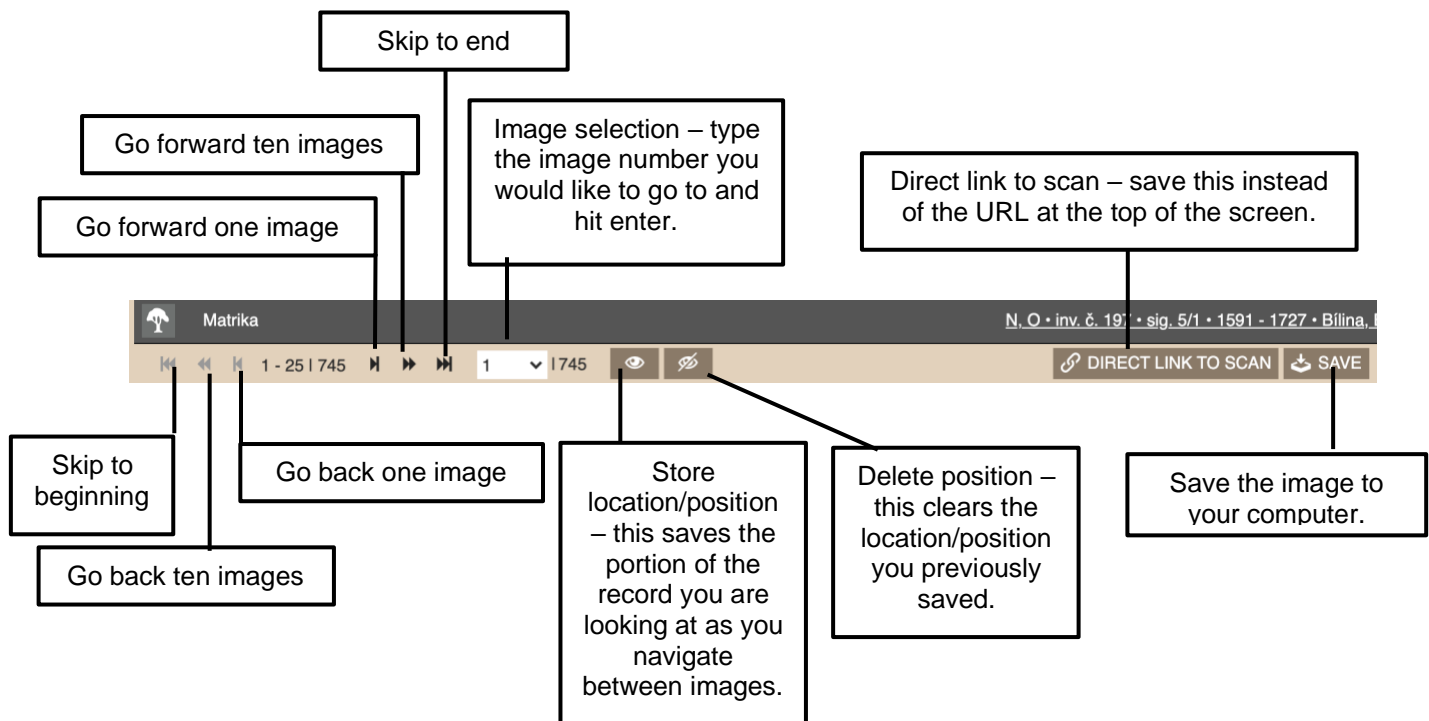 Skip to end
Go forward ten images
Image selection – type
the image number you
would like to go to and
hit enter.
Direct link to scan – save this instead
of the URL at the top of the screen.
Go forward one image
Matrika
N, O • inv. č. 197 • sig. 5/1 • 1591 - 1727 • Bílina,
1 - 25 | 745
1
| 745
DIRECT LINK TO SCAN
SAVE
Skip to
beginning
Go back one image
Go back ten images
Store
location/position
– this saves the
portion of the
record you are
looking at as you
navigate
between images.
Delete position –
this clears the
location/position
you previously
saved.
Save the image to
your computer.